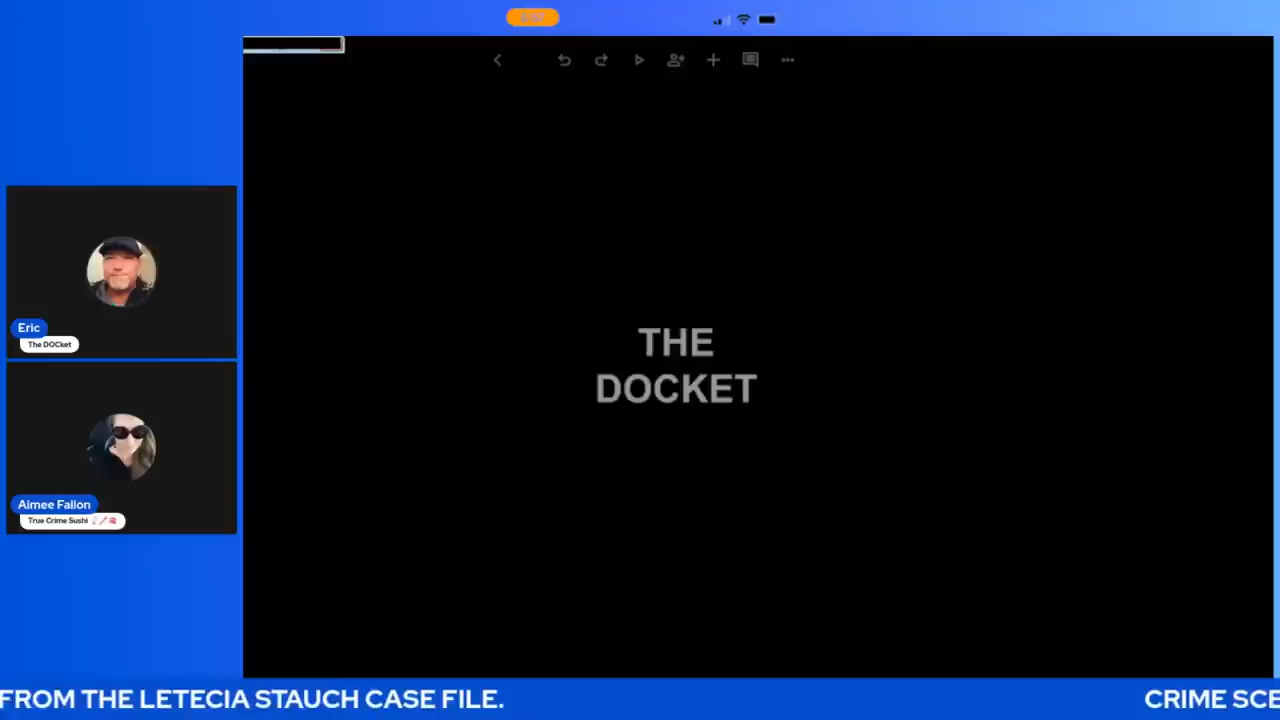 THE
DOCKET
Eric
The DOCket
Aimee Fallon
True Crime Sushi
FROM THE LETECIA STAUCH CASE FILE.
CRIME SCE